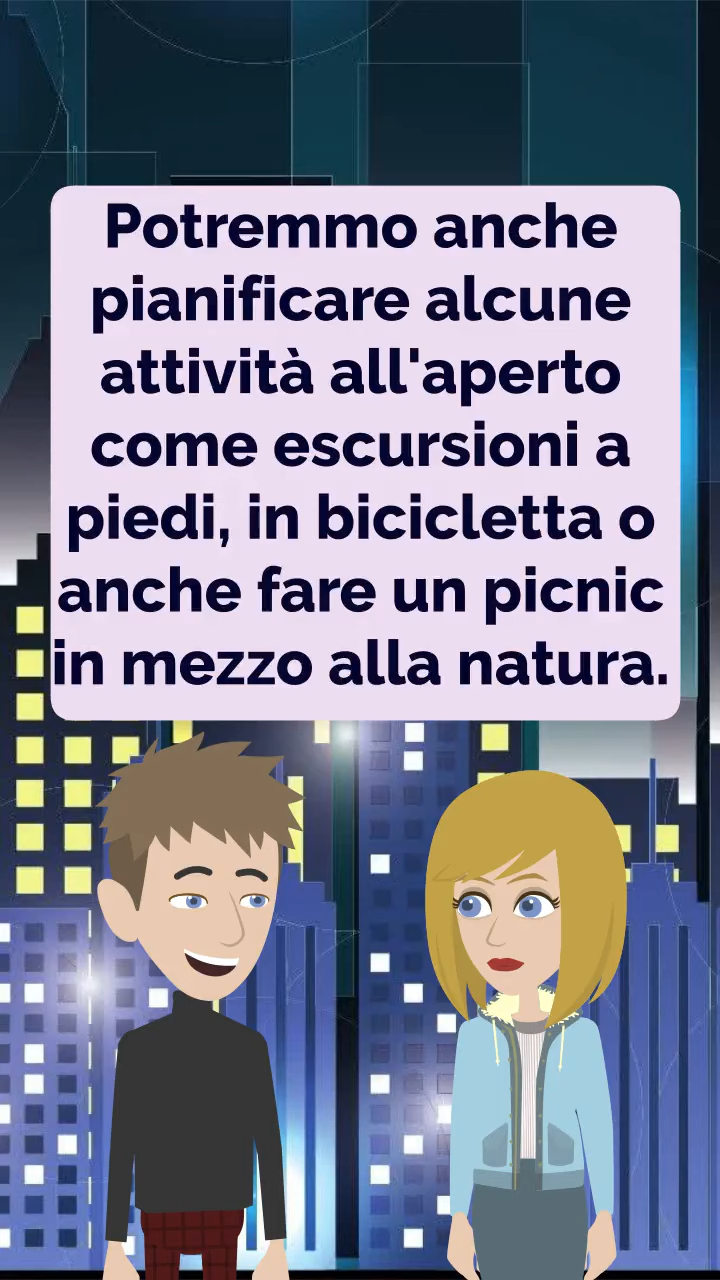 Potremmo anche
pianificare alcune
attività all'aperto
come escursioni a
piedi, in bicicletta o
anche fare un picnic
in mezzo alla natura.